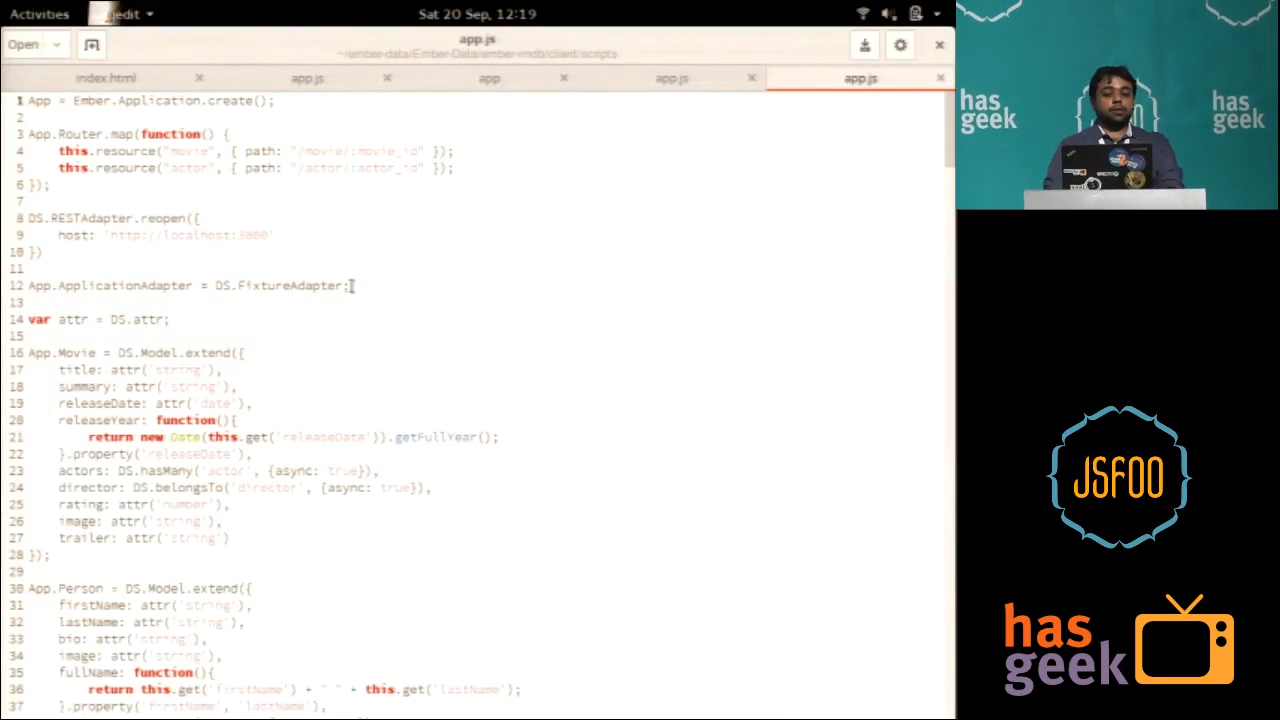 Activities
gedit
Sat 20 Sep, 12:19
Open
app.js
~/ember-data/Ember-Data/ember-imdb/client/scripts
index.html
app.js
app
app.js
app.js
1 App = Ember.Application.create();
2
3 App.Router.map(function() {
4 this.resource("movie", { path: "/movie/:movie_id" });
5 this.resource("actor", { path: "/actor/:actor_id" });
6 });
7
8 DS.RESTAdapter.reopen({
9 host: 'http://localhost:3000'
10 })
11
12 App.ApplicationAdapter = DS.FixtureAdapter;
13
14 var attr = DS.attr;
15
16 App.Movie = DS.Model.extend({
17 title: attr('string'),
18 summary: attr('string'),
19 releaseDate: attr('date'),
20 releaseYear: function(){
21 return new Date(this.get('releaseDate')).getFullYear();
22 }.property('releaseDate'),
23 actors: DS.hasMany('actor', {async: true}),
24 director: DS.belongsTo('director', {async: true}),
25 rating: attr('number'),
26 image: attr('string'),
27 trailer: attr('string')
28 });
29
30 App.Person = DS.Model.extend({
31 firstName: attr('string'),
32 lastName: attr('string'),
33 bio: attr('string'),
34 image: attr('string'),
35 fullName: function(){
36 return this.get('firstName') + " " + this.get('lastName');
37 }.property('firstName', 'lastName'),
has
geek
has
geek
JSFOO
has
geek